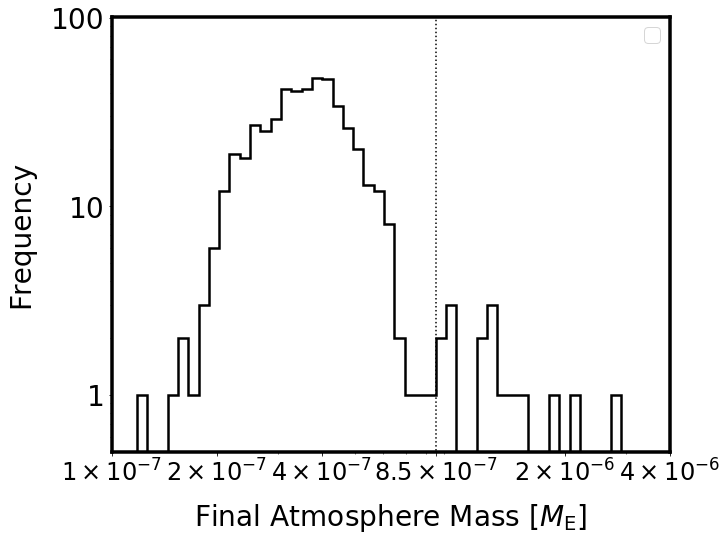 100
10
1
Frequency
1 × 10⁻⁷ 2 × 10⁻⁷ 4 × 10⁻⁷ 8.5 × 10⁻⁷ 2 × 10⁻⁶ 4 × 10⁻⁶
Final Atmosphere Mass [M_E]